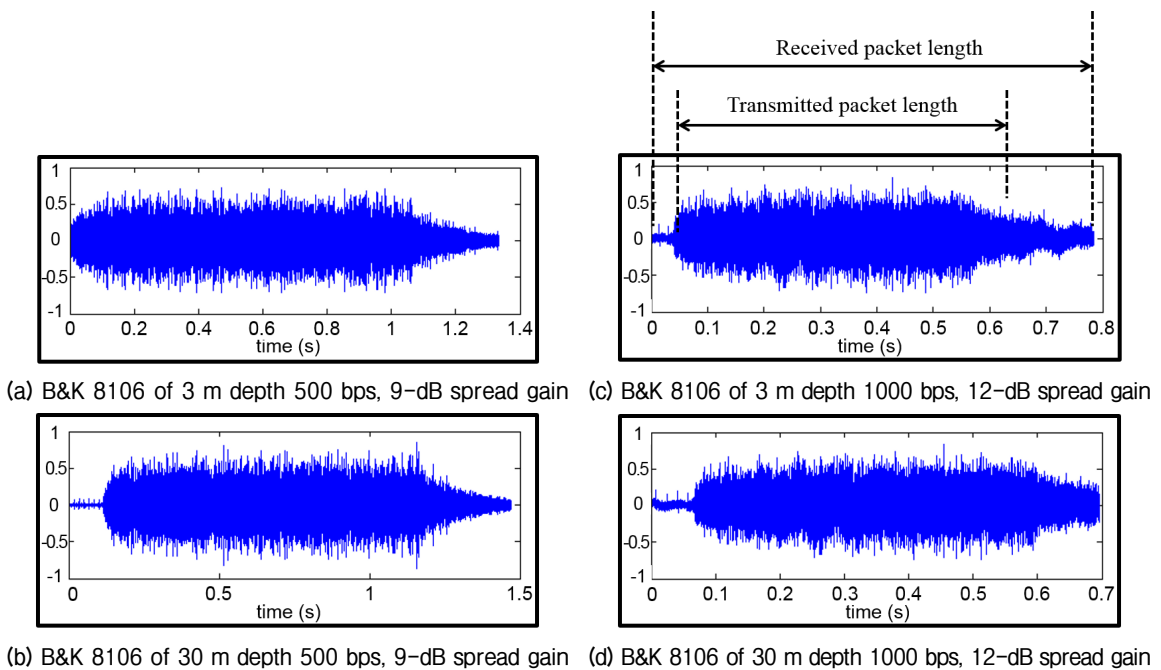 Received packet length
Transmitted packet length
1
0.5
0
-0.5
-1
0 0.2 0.4 0.6 0.8 1 1.2 1.4
time (s)
(a) B&K 8106 of 3 m depth 500 bps, 9-dB spread gain
1
0.5
0
-0.5
-1
0 0.1 0.2 0.3 0.4 0.5 0.6 0.7 0.8
time (s)
(c) B&K 8106 of 3 m depth 1000 bps, 12-dB spread gain
1
0.5
0
-0.5
-1
0 0.5 1 1.5
time (s)
(b) B&K 8106 of 30 m depth 500 bps, 9-dB spread gain
1
0.5
0
-0.5
-1
0 0.1 0.2 0.3 0.4 0.5 0.6 0.7
time (s)
(d) B&K 8106 of 30 m depth 1000 bps, 12-dB spread gain